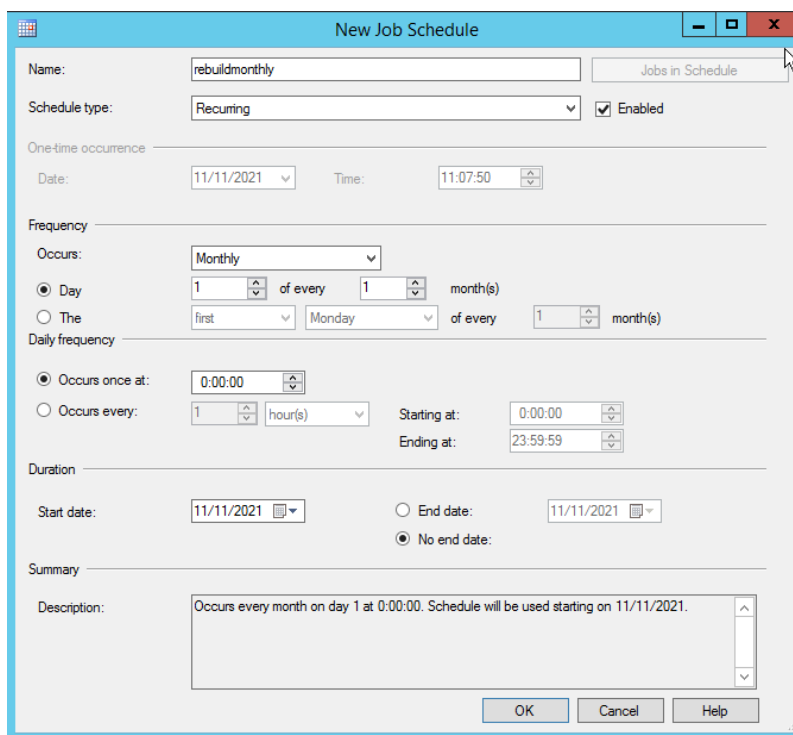 New Job Schedule
Name: rebuildmonthly Jobs in Schedule
Schedule type: Recurring Enabled
One-time occurrence
Date: 11/11/2021 Time: 11:07:50
Frequency
Occurs: Monthly
Day 1 of every 1 month(s)
The first Monday of every 1 month(s)
Daily frequency
Occurs once at: 0:00:00
Occurs every: 1 hour(s) Starting at: 0:00:00
Ending at: 23:59:59
Duration
Start date: 11/11/2021 End date: 11/11/2021
No end date:
Summary
Description: Occurs every month on day 1 at 0:00:00. Schedule will be used starting on 11/11/2021.
OK Cancel Help